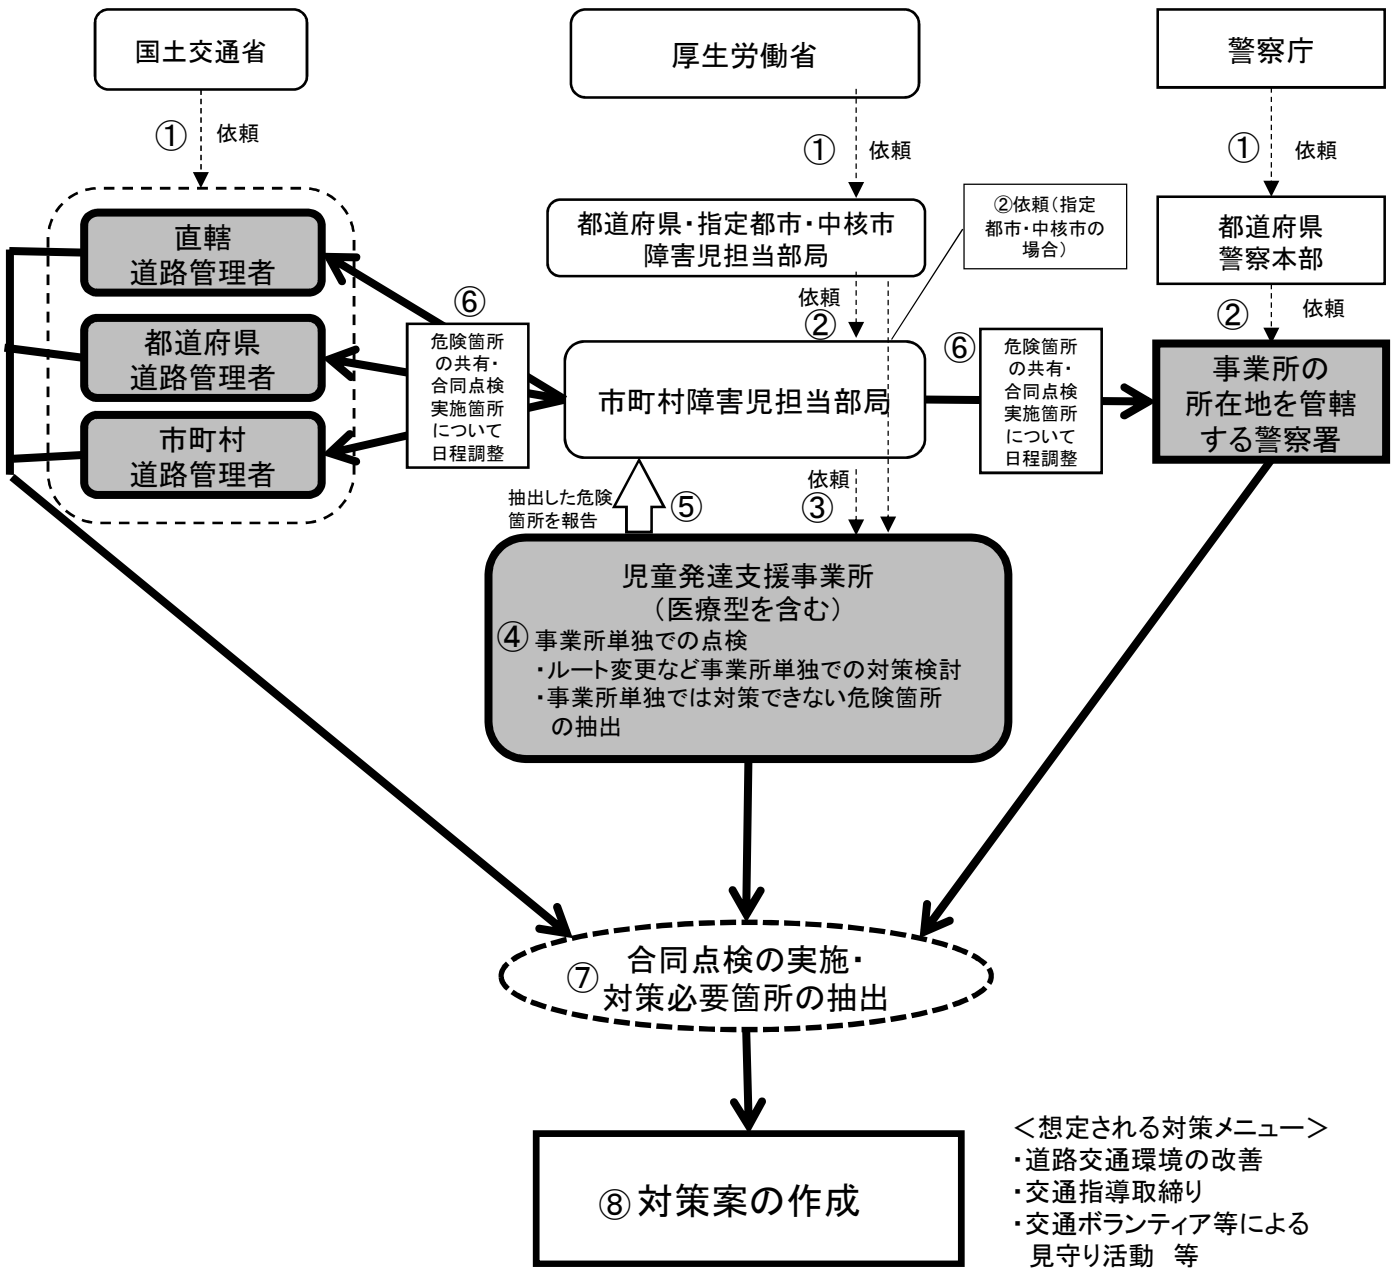 国土交通省
厚生労働省
警察庁
①
依頼
①
依頼
①
依頼
直轄
道路管理者
都道府県
道路管理者
市町村
道路管理者
都道府県・指定都市・中核市
障害児担当部局
②依頼(指定
都市・中核市の
場合)
都道府県
警察本部
依頼
②
②
依頼
⑥
危険箇所
の共有・
合同点検
実施箇所
について
日程調整
市町村障害児担当部局
⑥
危険箇所
の共有・
合同点検
実施箇所
について
日程調整
事業所の
所在地を管轄
する警察署
抽出した危険
箇所を報告
⑤
依頼
③
児童発達支援事業所
(医療型を含む)
④ 事業所単独での点検
・ルート変更など事業所単独での対策検討
・事業所単独では対策できない危険箇所
の抽出
⑦
合同点検の実施・
対策必要箇所の抽出
⑧対策案の作成
<想定される対策メニュー>
・道路交通環境の改善
・交通指導取締り
・交通ボランティア等による
見守り活動 等